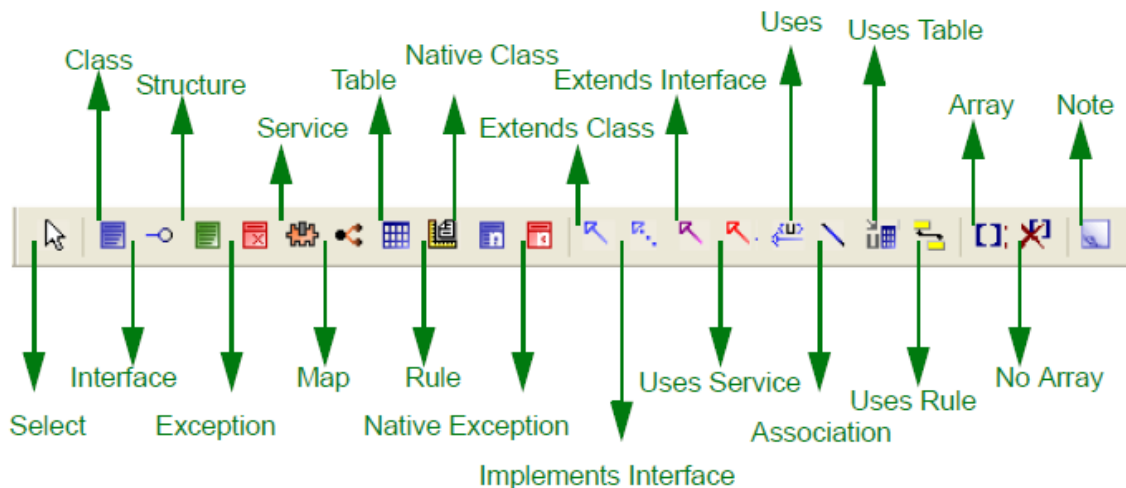 Uses
Uses Table
Native Class
Class
Structure
Table
Extends Interface
Array
Note
Service
Extends Class
Interface
Map
Rule
Uses Service
No Array
Uses Rule
Select
Exception
Native Exception
Association
Implements Interface